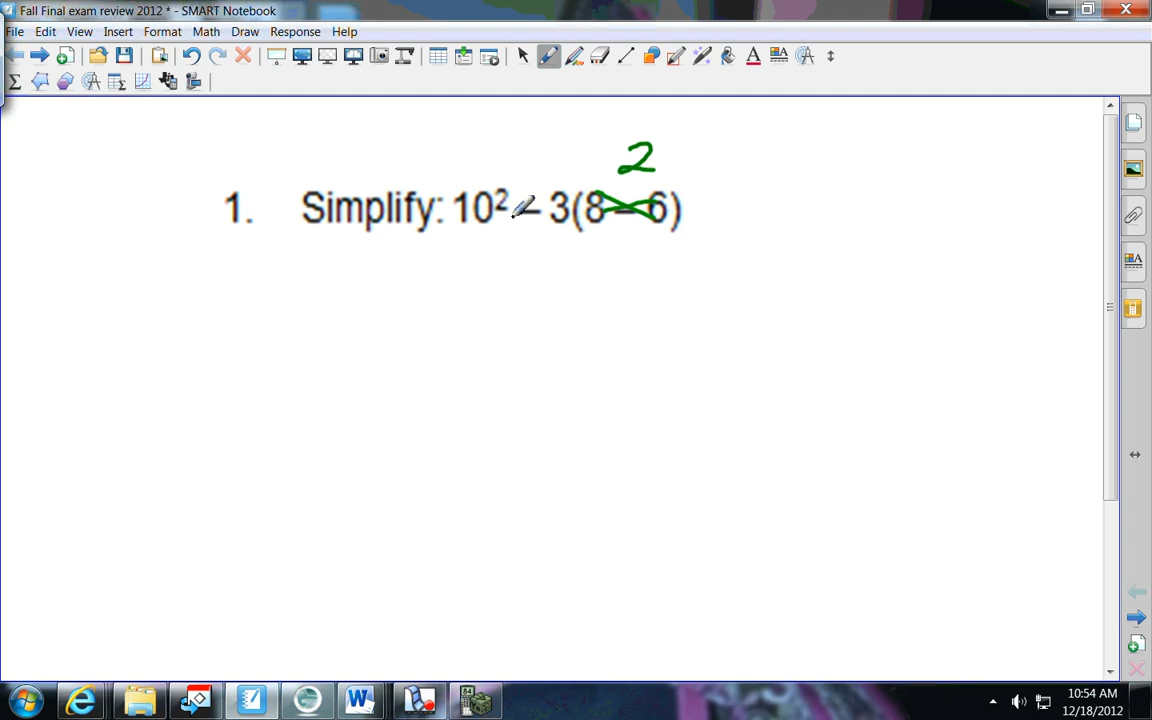 Fall Final exam review 2012 * - SMART Notebook
File Edit View Insert Format Math Draw Response Help
2
1. Simplify: 10² – 3(8 – 6)
10:54 AM
12/18/2012